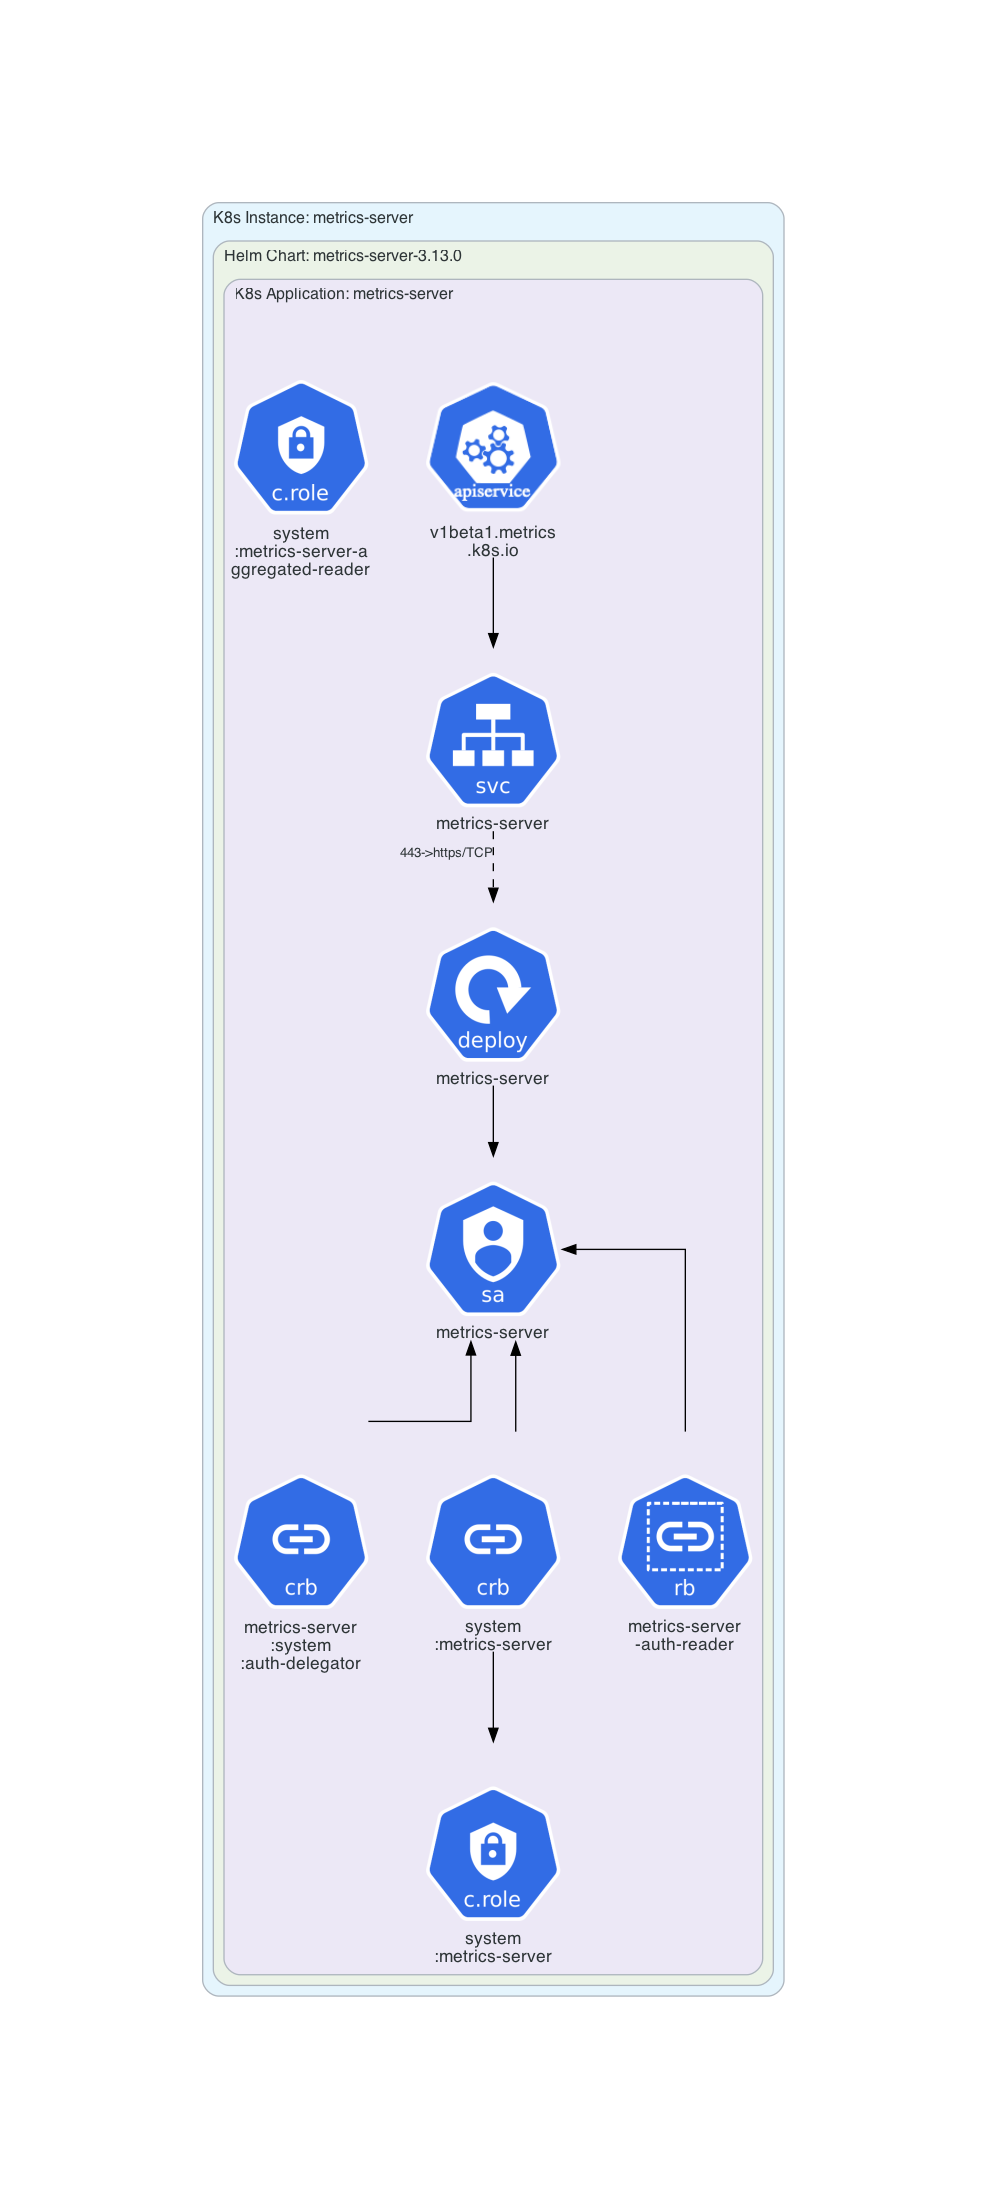 K8s Instance: metrics-server
Helm Chart: metrics-server-3.13.0
K8s Application: metrics-server
c.role
system
:metrics-server-a
ggregated-reader
apiservice
v1beta1.metrics
.k8s.io
svc
metrics-server
443->https/TCP
deploy
metrics-server
sa
metrics-server
crb
metrics-server
:system
:auth-delegator
crb
system
:metrics-server
rb
metrics-server
-auth-reader
c.role
system
:metrics-server